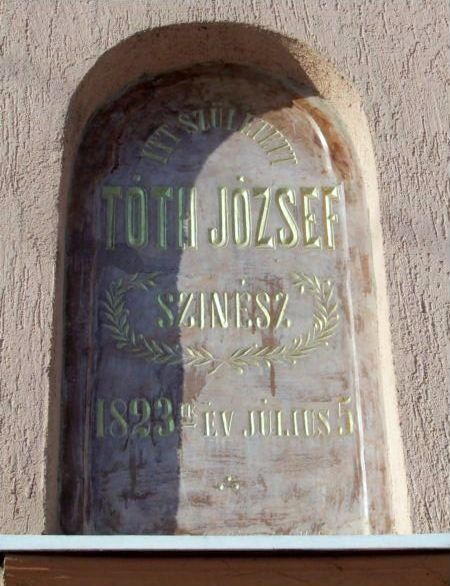 ITT SZÜLETETT
TÓTH JÓZSEF
SZINÉSZ
1823IK ÉV JÚLIUS 5